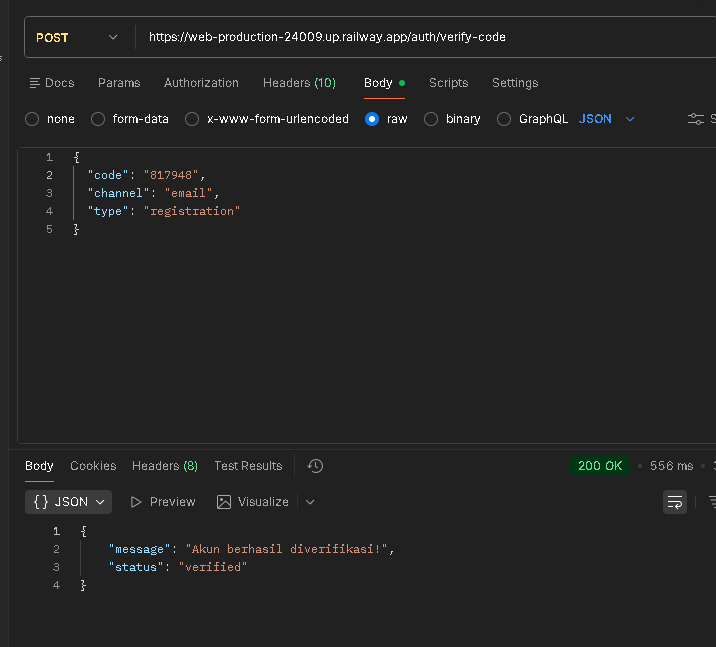 POST https://web-production-24009.up.railway.app/auth/verify-code
Docs Params Authorization Headers (10) Body Scripts Settings
none form-data x-www-form-urlencoded raw binary GraphQL JSON
1 {
2 "code": "817948",
3 "channel": "email",
4 "type": "registration"
5 }
Body Cookies Headers (8) Test Results 200 OK 556 ms
{} JSON Preview Visualize
1 {
2 "message": "Akun berhasil diverifikasi!",
3 "status": "verified"
4 }